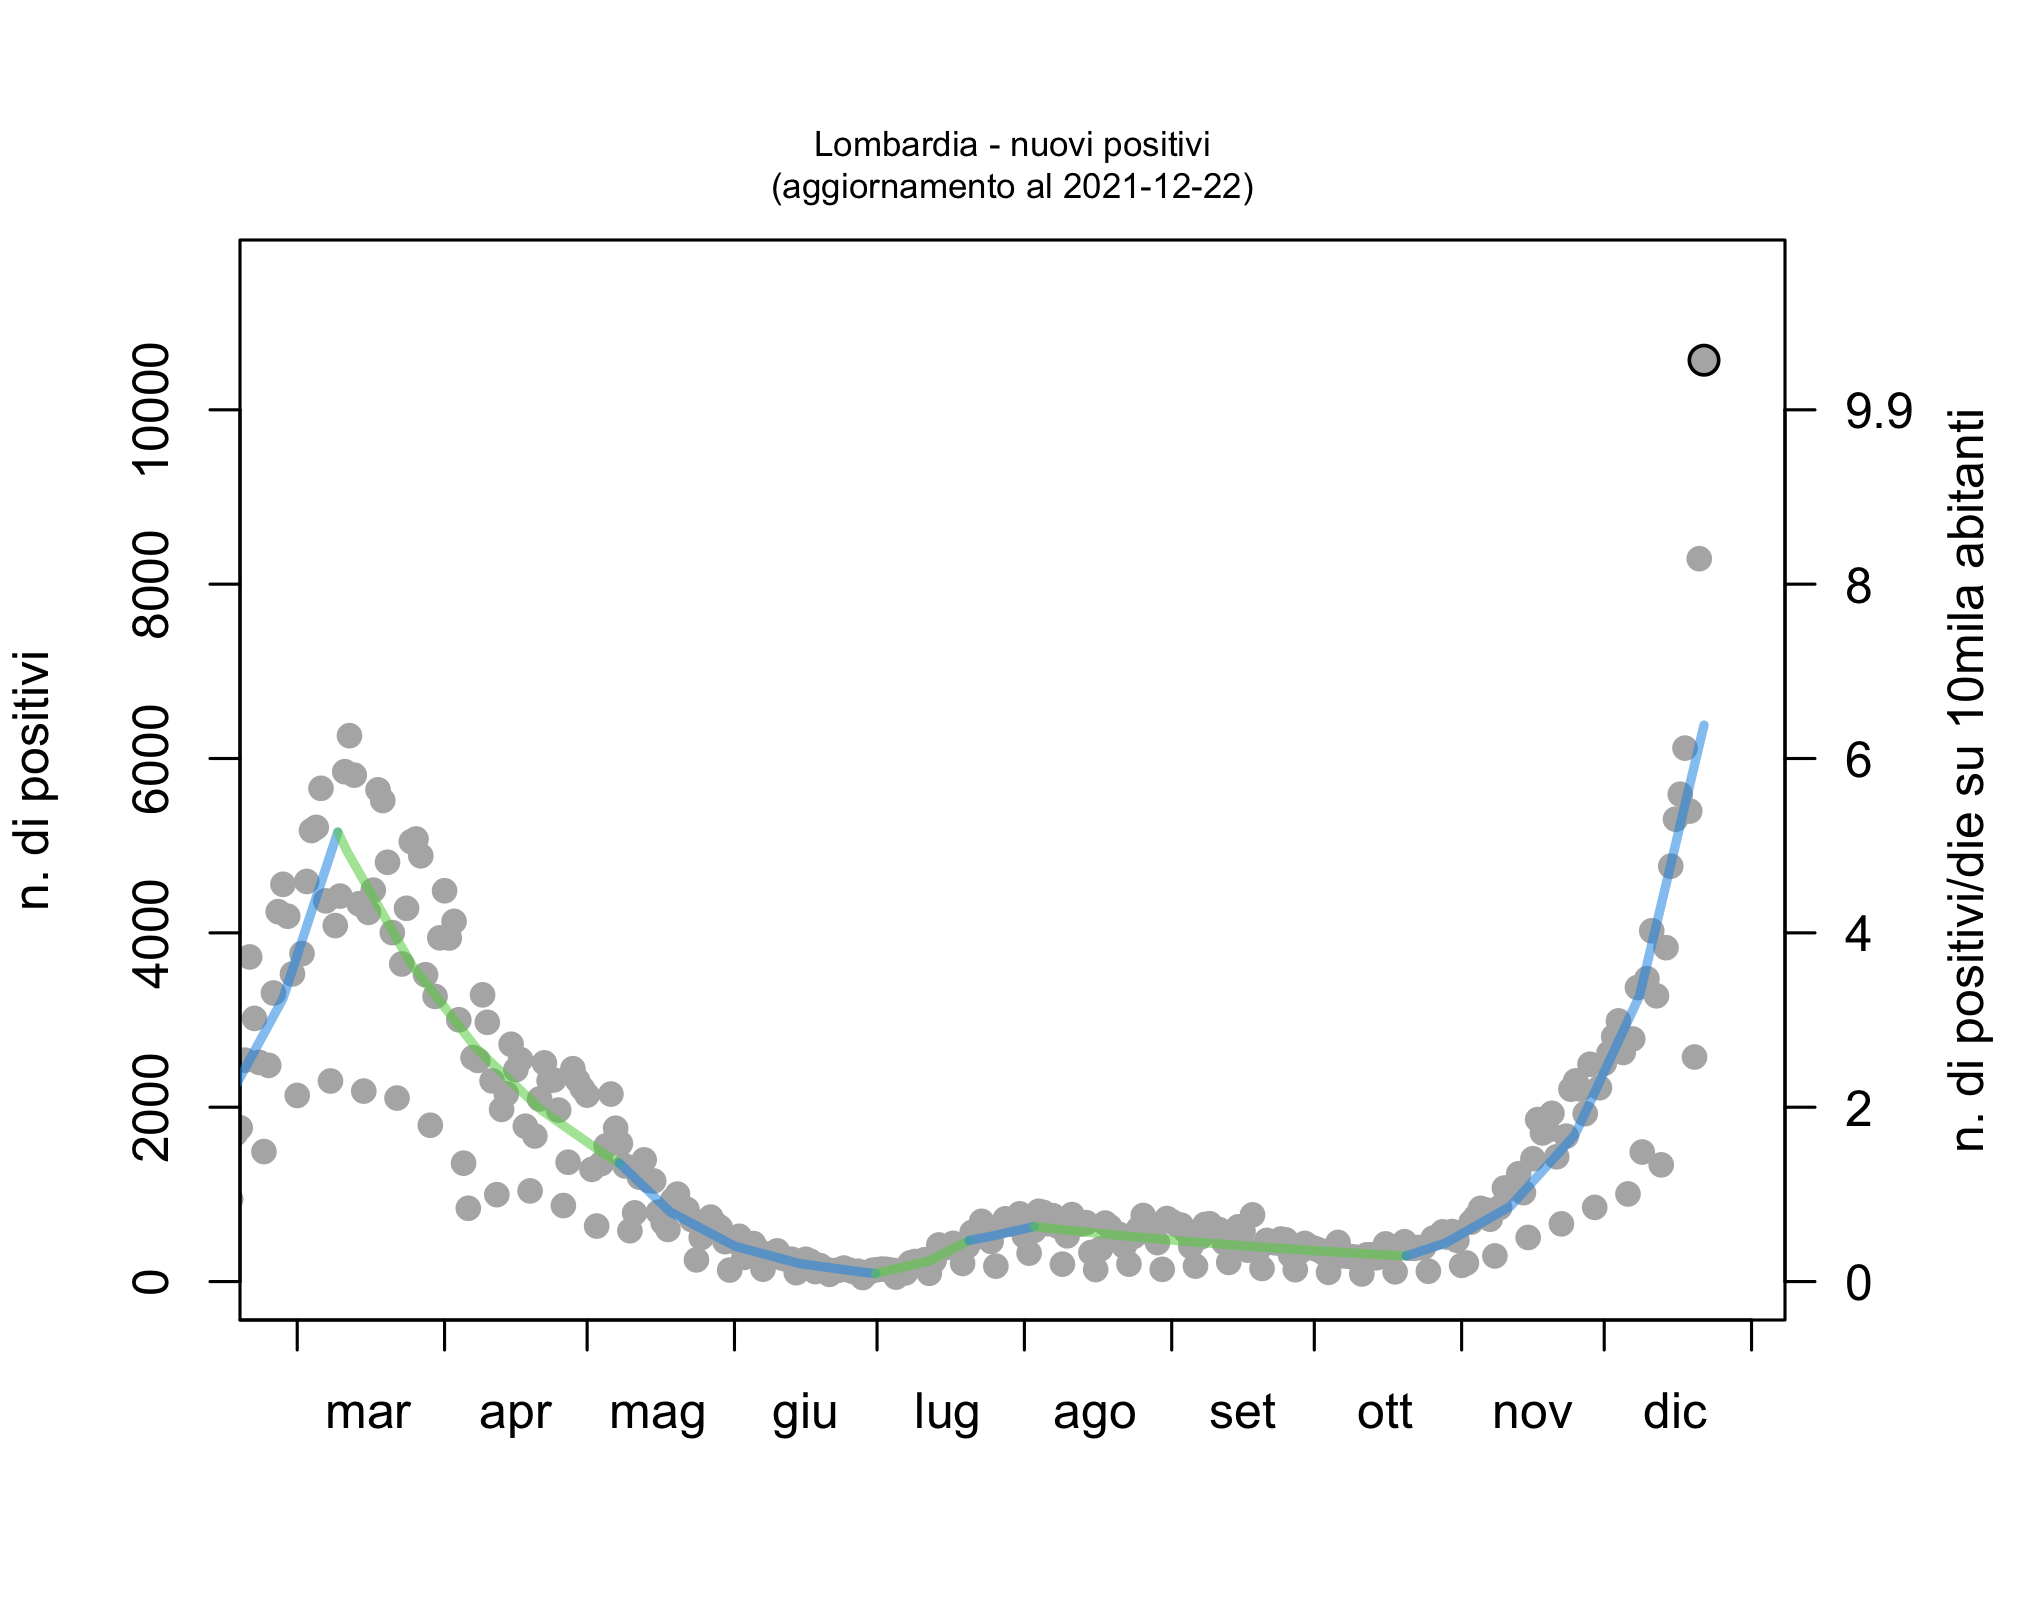 Lombardia - nuovi positivi
(aggiornamento al 2021-12-22)
n. di positivi
10000
8000
6000
4000
2000
0
9.9
8
6
4
2
0
n. di positivi/die su 10mila abitanti
mar apr mag giu lug ago set ott nov dic